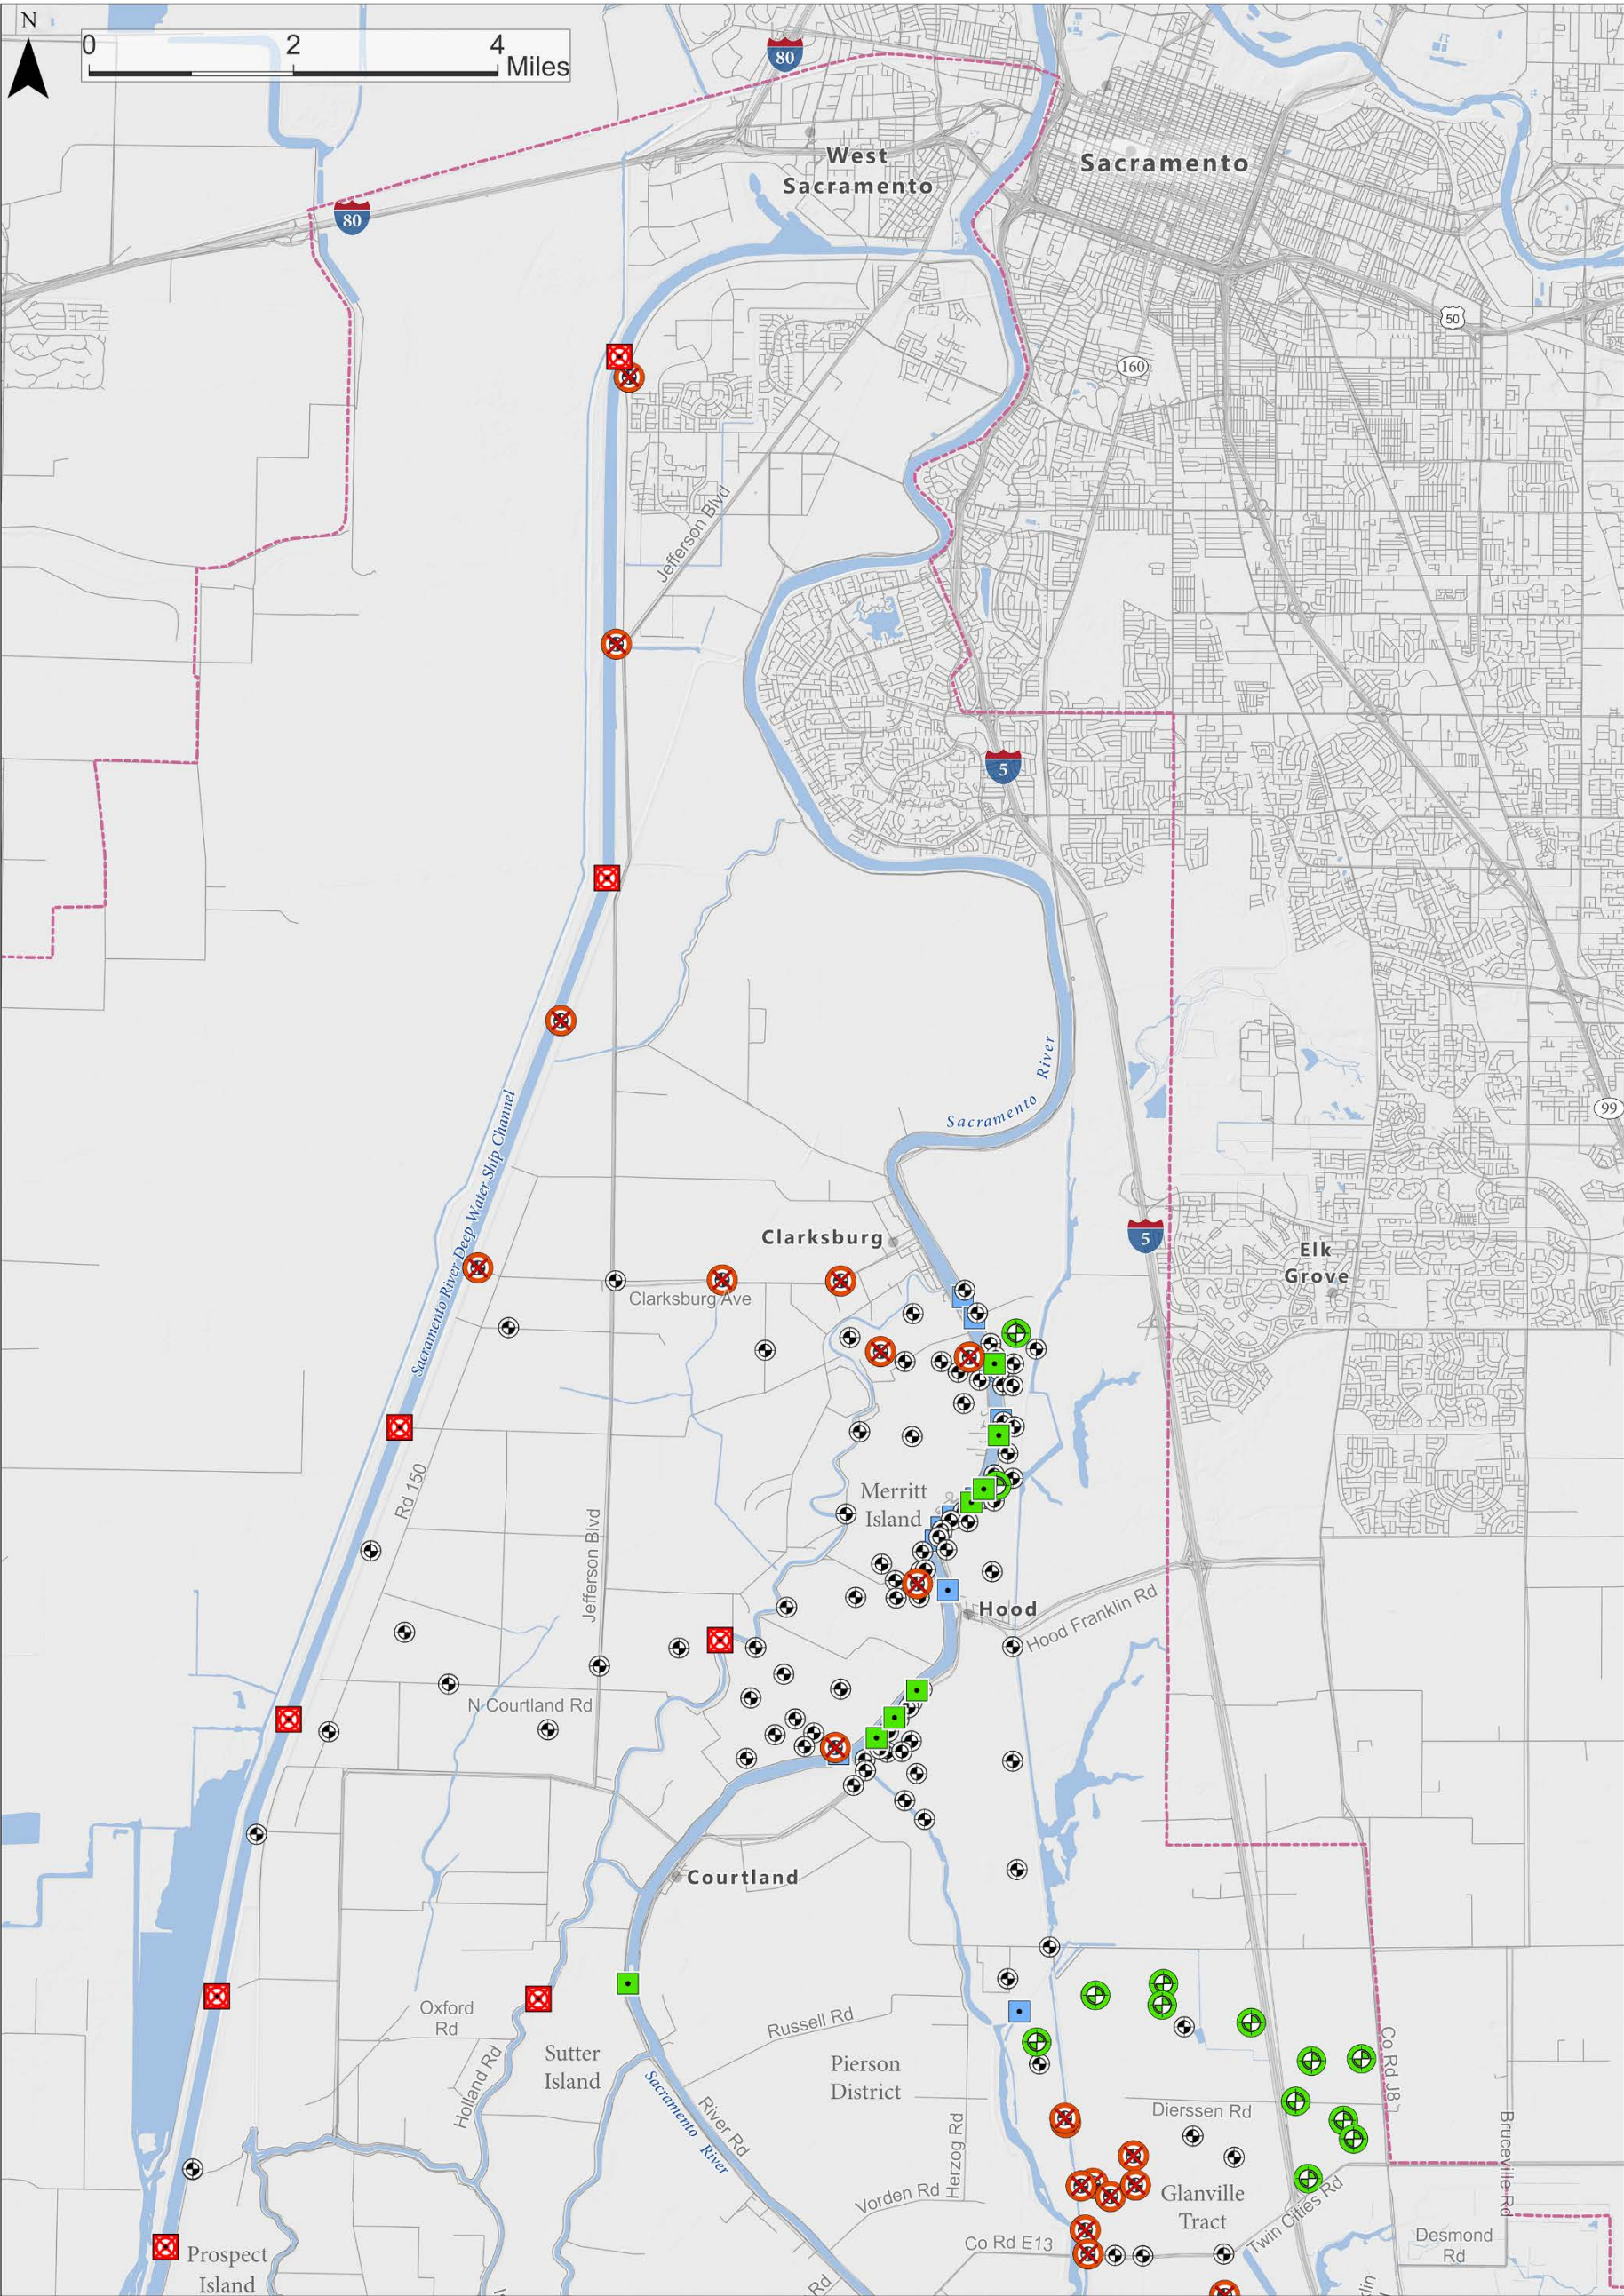 N
0 2 4
Miles
80
West
Sacramento
Sacramento
80
50
160
Jefferson Blvd
5
Sacramento River
99
Sacramento River Deep Water Ship Channel
Clarksburg
5
Elk
Grove
Clarksburg Ave
Rd 150
Merritt
Island
Jefferson Blvd
Hood
Hood Franklin Rd
N Courtland Rd
Courtland
Oxford
Rd
Russell Rd
Holland Rd
Sutter
Island
Pierson
District
Co Rd J8
Sacramento River
River Rd
Dierssen Rd
Herzog Rd
Bruceville Rd
Vorden Rd
Glanville
Tract
Twin Cities Rd
Co Rd E13
Desmond
Rd
Prospect
Island
Rd